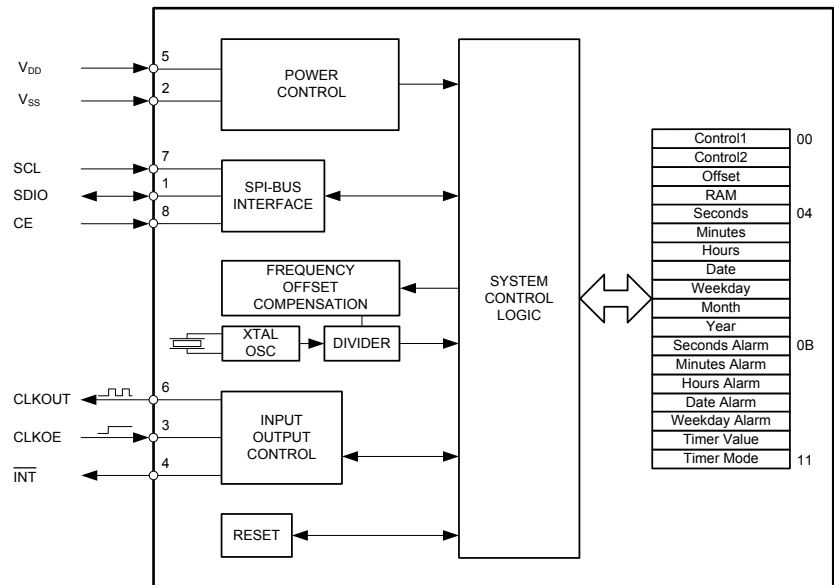 V_DD
5
V_SS
2
POWER
CONTROL
SCL
7
SDIO
1
CE
8
SPI-BUS
INTERFACE
FREQUENCY
OFFSET
COMPENSATION
XTAL
OSC
DIVIDER
CLKOUT
6
CLKOE
3
INT
4
INPUT
OUTPUT
CONTROL
RESET
SYSTEM
CONTROL
LOGIC
Control1 00
Control2
Offset
RAM
Seconds 04
Minutes
Hours
Date
Weekday
Month
Year
Seconds Alarm 0B
Minutes Alarm
Hours Alarm
Date Alarm
Weekday Alarm
Timer Value
Timer Mode 11